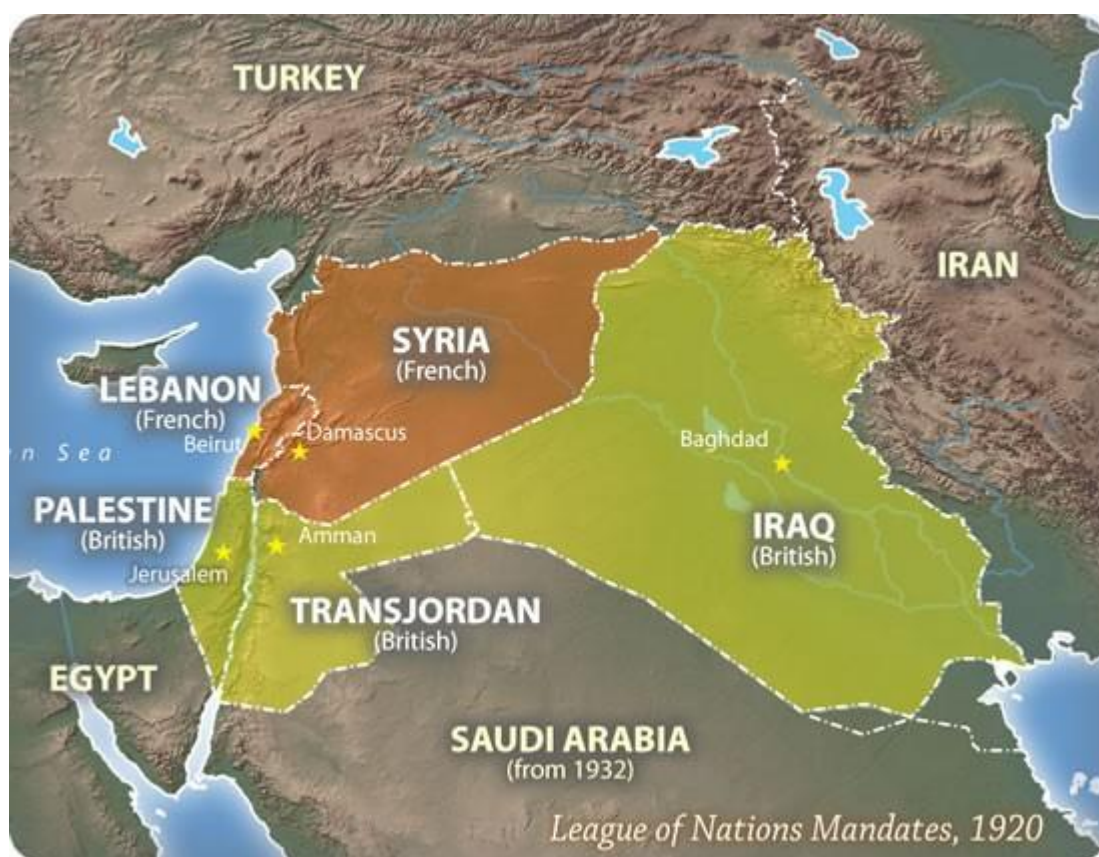 TURKEY
IRAN
SYRIA
(French)
LEBANON
(French)
Beirut
Damascus
Baghdad
n Sea
PALESTINE
(British)
Amman
IRAQ
(British)
Jerusalem
TRANSJORDAN
(British)
EGYPT
SAUDI ARABIA
(from 1932)
League of Nations Mandates, 1920